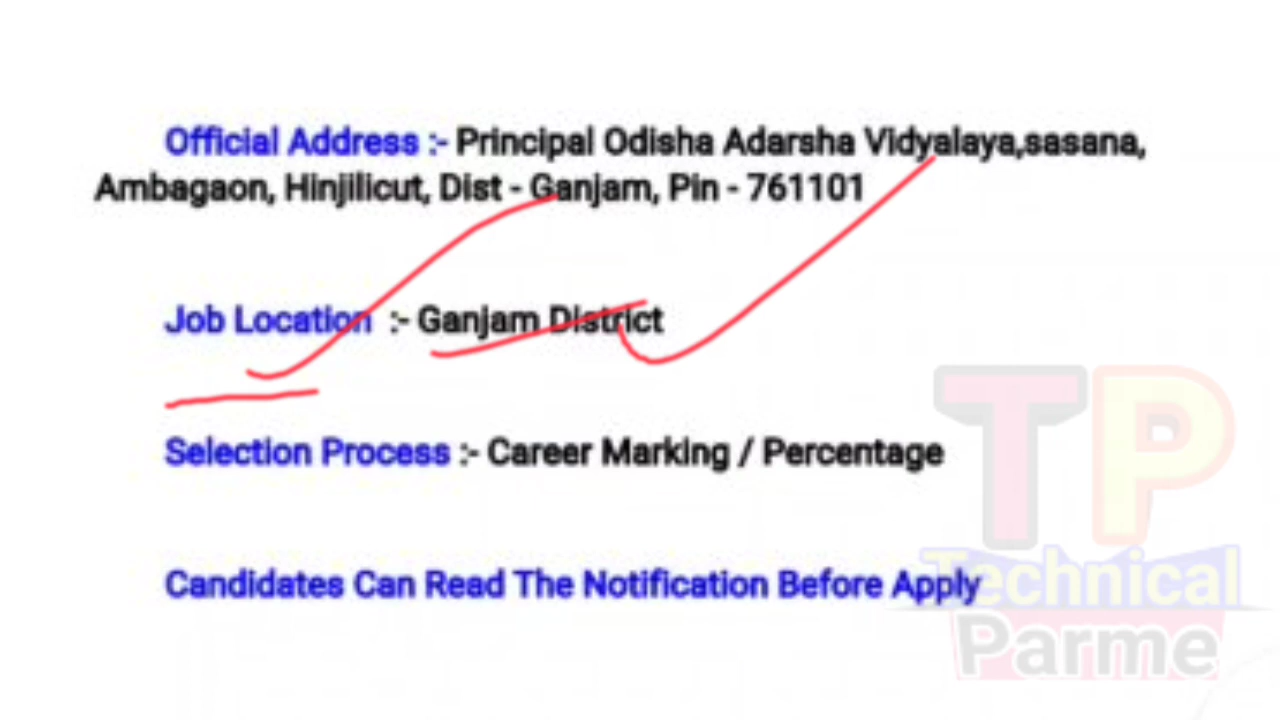 Official Address :- Principal Odisha Adarsha Vidyalaya,sasana,
Ambagaon, Hinjilicut, Dist - Ganjam, Pin - 761101
Job Location :- Ganjam District
Selection Process :- Career Marking / Percentage
Candidates Can Read The Notification Before Apply
TP
Technical
Parme